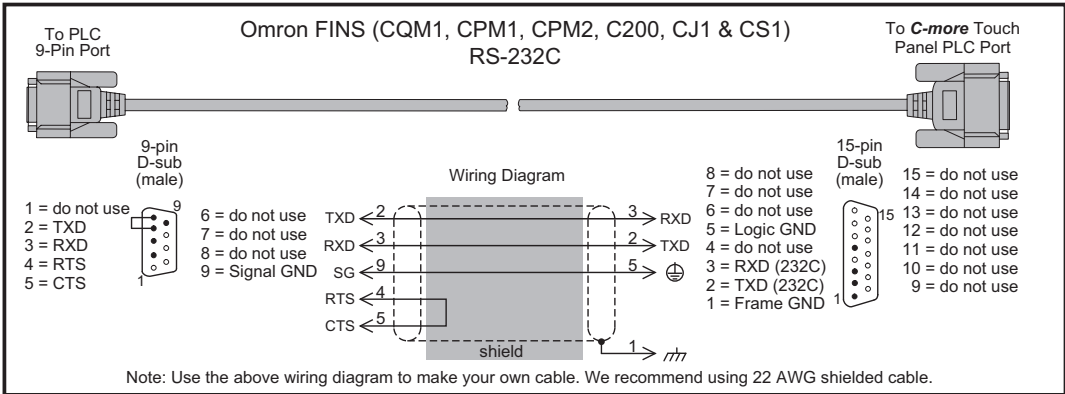 To PLC
9-Pin Port
Omron FINS (CQM1, CPM1, CPM2, C200, CJ1 & CS1)
RS-232C
To C-more Touch
Panel PLC Port
9-pin
D-sub
(male)
1 = do not use
2 = TXD
3 = RXD
4 = RTS
5 = CTS
9
1
6 = do not use
7 = do not use
8 = do not use
9 = Signal GND
Wiring Diagram
TXD 2 3 RXD
RXD 3 2 TXD
SG 9 5
RTS 4
CTS 5
shield
1
8 = do not use
7 = do not use
6 = do not use
5 = Logic GND
4 = do not use
3 = RXD (232C)
2 = TXD (232C)
1 = Frame GND
15-pin
D-sub
(male)
15
1
15 = do not use
14 = do not use
13 = do not use
12 = do not use
11 = do not use
10 = do not use
9 = do not use
Note: Use the above wiring diagram to make your own cable. We recommend using 22 AWG shielded cable.